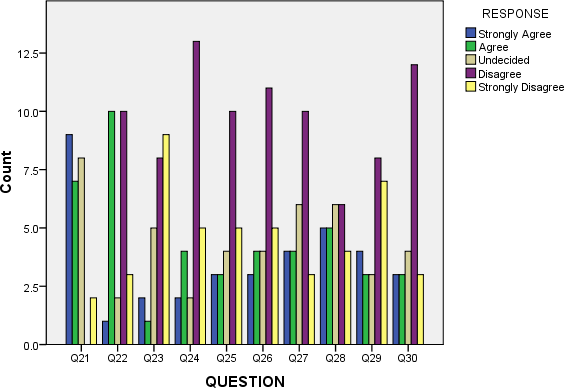 RESPONSE
Strongly Agree
Agree
Undecided
Disagree
Strongly Disagree
Count
12.5
10.0
7.5
5.0
2.5
0.0
Q21 Q22 Q23 Q24 Q25 Q26 Q27 Q28 Q29 Q30
QUESTION